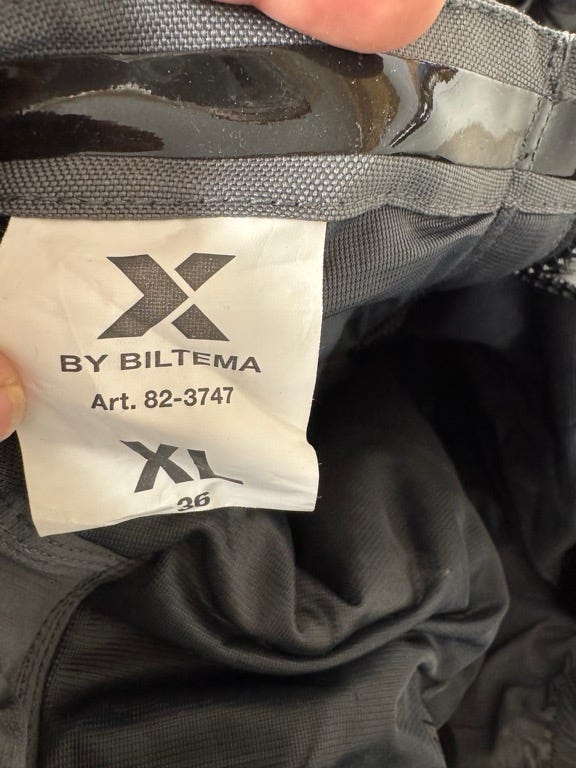 X
BY BILTEMA
Art. 82-3747
XL
36